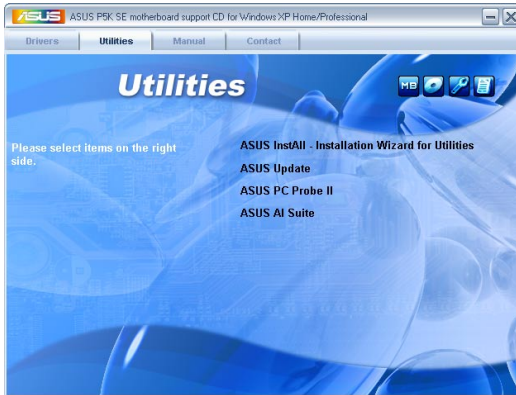 ASUS ASUS P5K SE motherboard support CD for Windows XP Home/Professional
Drivers Utilities Manual Contact
Utilities
MB
Please select items on the right side.
ASUS InstAll - Installation Wizard for Utilities
ASUS Update
ASUS PC Probe II
ASUS AI Suite